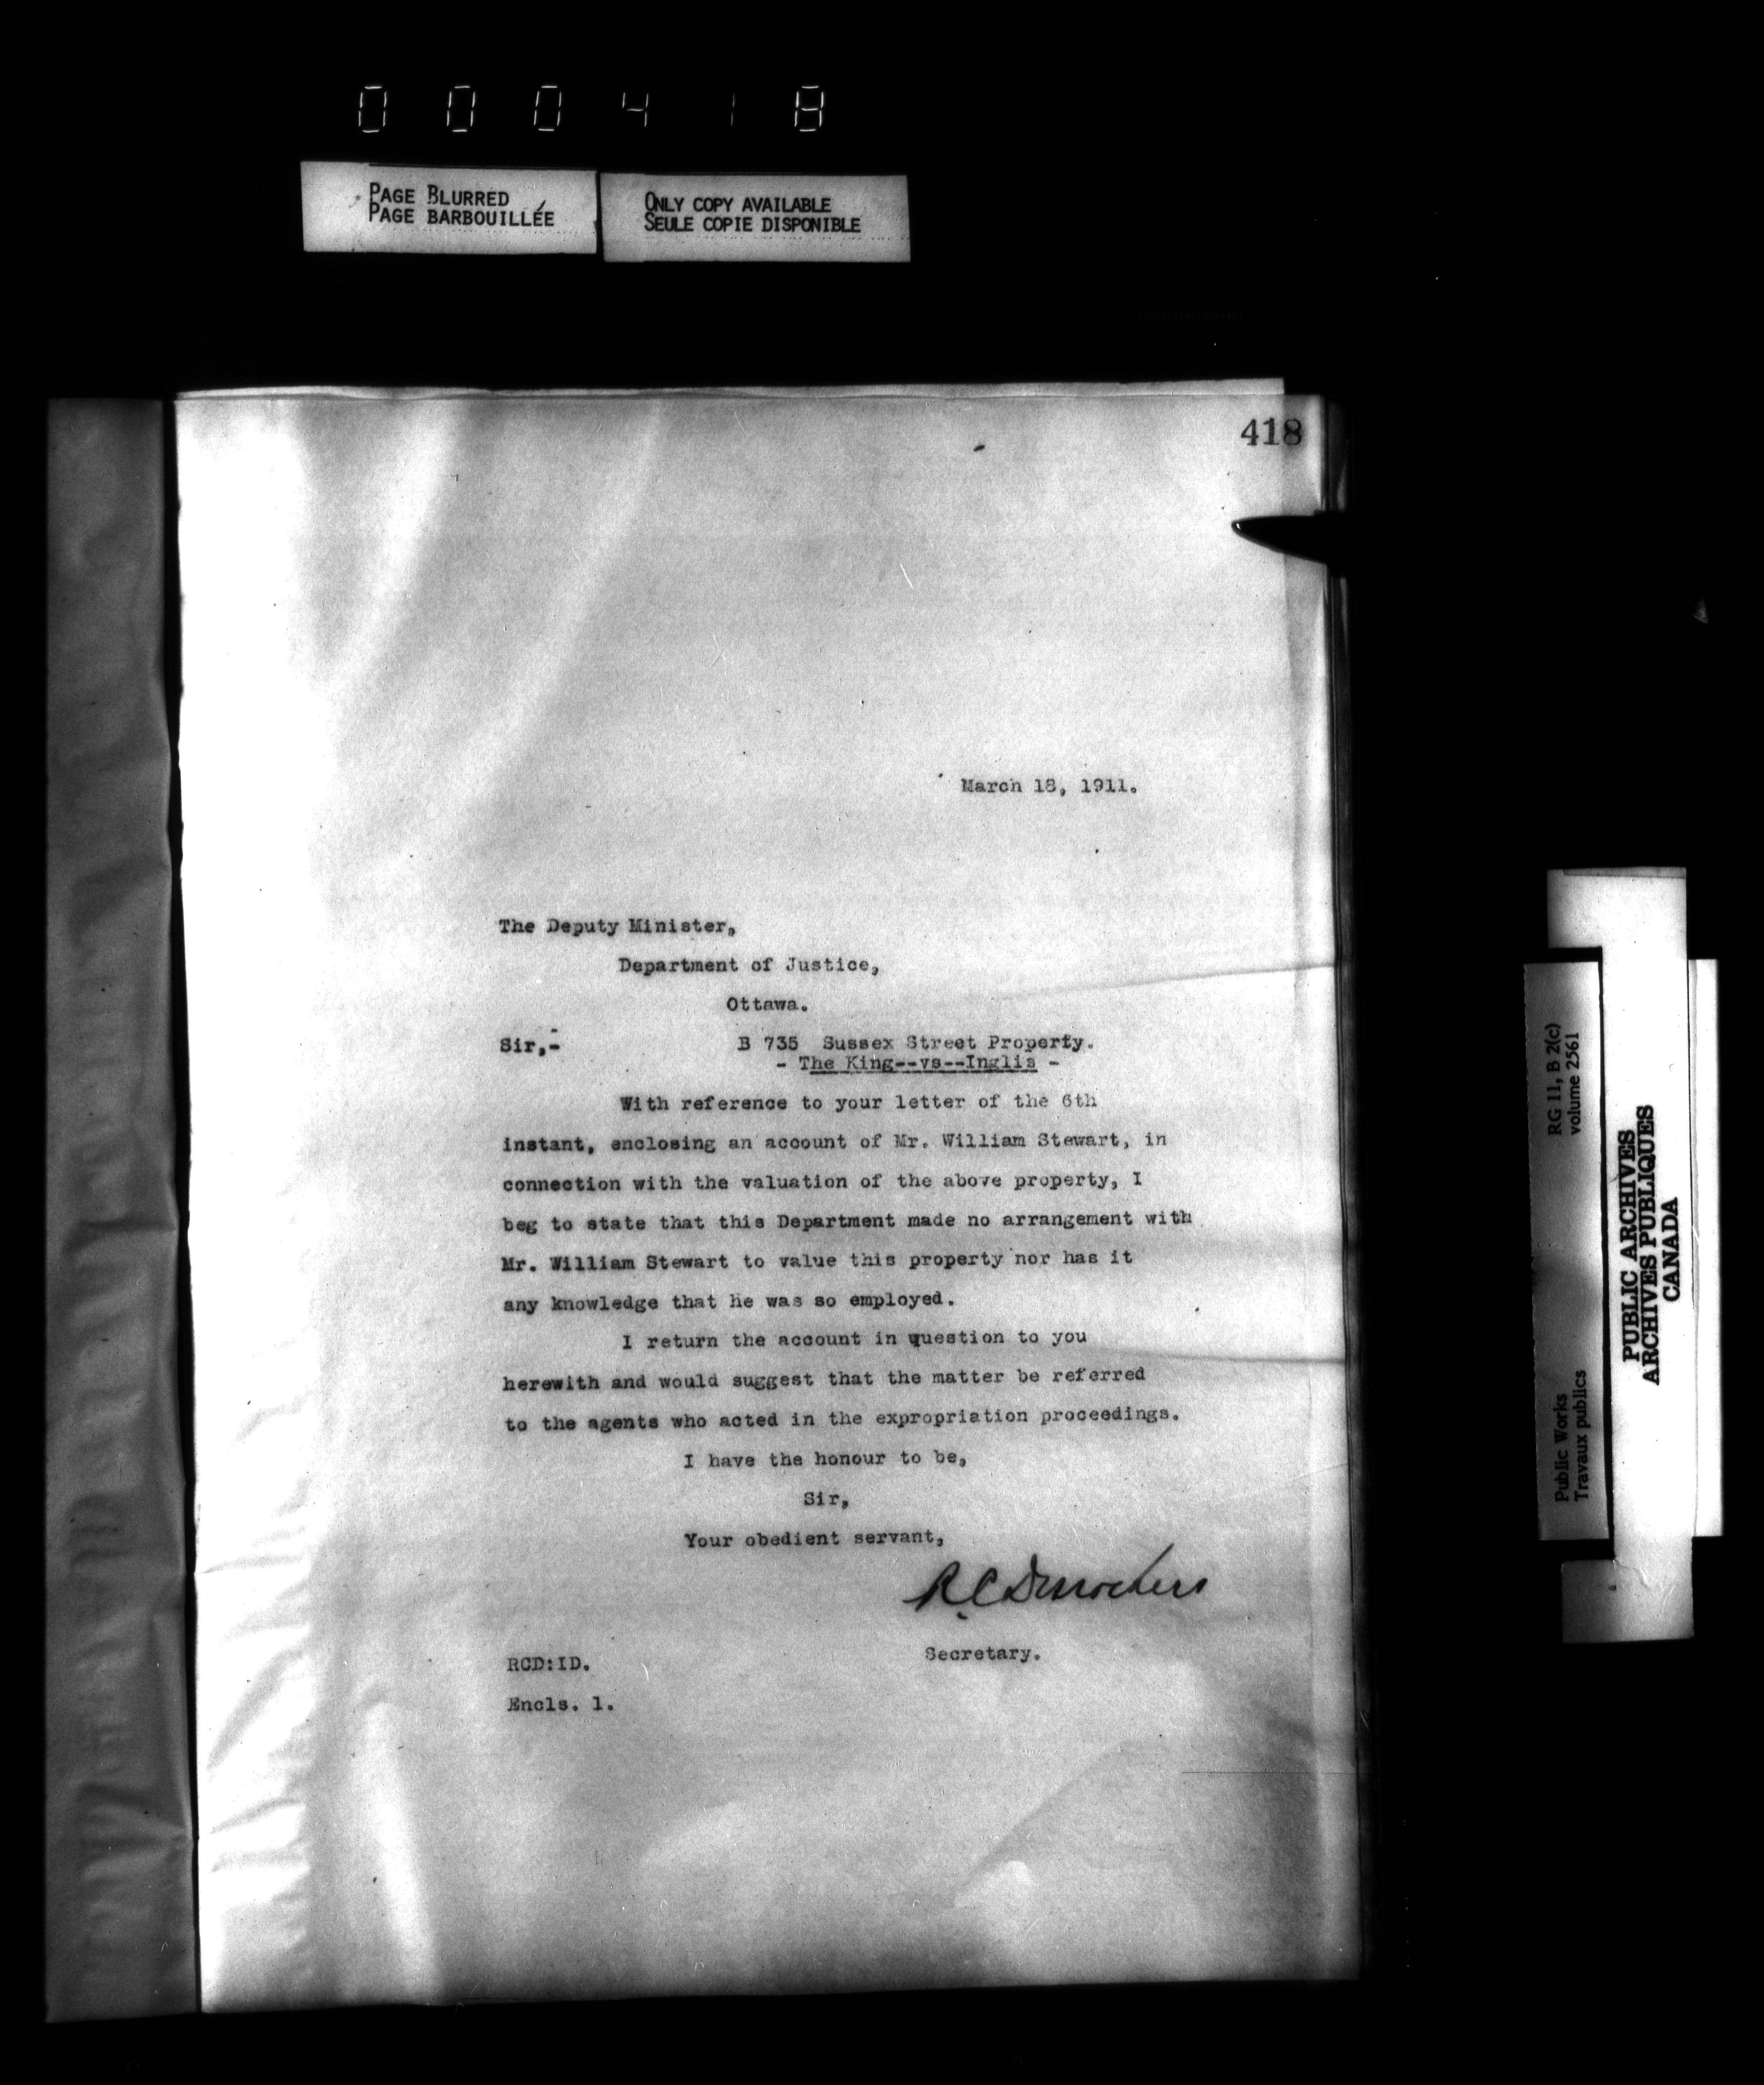 000418
PAGE BLURRED
PAGE BARBOUILLÉE
ONLY COPY AVAILABLE
SEULE COPIE DISPONIBLE
418
March 18, 1911.
The Deputy Minister,
Department of Justice,
Ottawa.
Sir,-
B 735 Sussex Street Property.
- The King--vs--Inglis -
With reference to your letter of the 6th
instant, enclosing an account of Mr. William Stewart, in
connection with the valuation of the above property, I
beg to state that this Department made no arrangement with
Mr. William Stewart to value this property nor has it
any knowledge that he was so employed.
I return the account in question to you
herewith and would suggest that the matter be referred
to the agents who acted in the expropriation proceedings.
I have the honour to be,
Sir,
Your obedient servant,
R.C Desrochers
Secretary.
RCD:ID.
Encls. 1.
RG 11, B 2(c)
volume 2561
Public Works
Travaux publics
PUBLIC ARCHIVES
ARCHIVES PUBLIQUES
CANADA